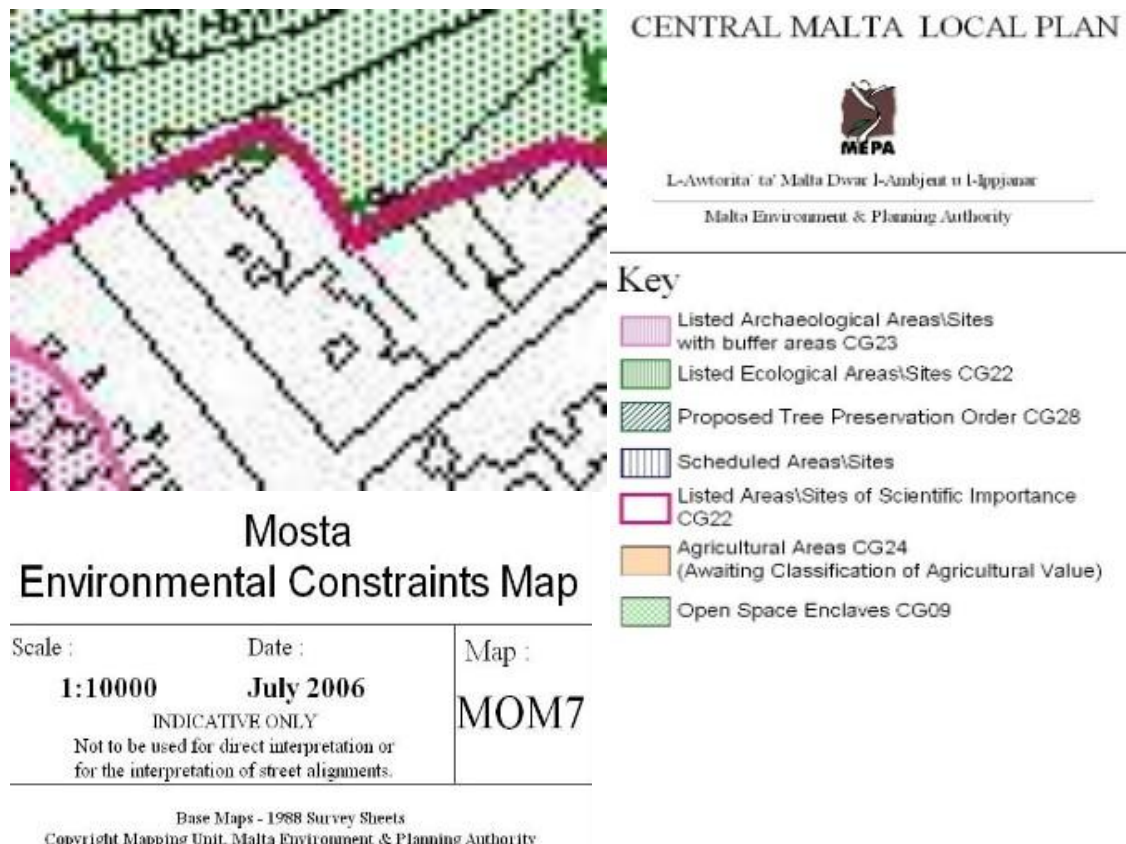 CENTRAL MALTA LOCAL PLAN
MEPA
L-Awtorita` ta' Malta Dwar l-Ambjent u l-Ippjanar
Malta Environment & Planning Authority
Key
Listed Archaeological Areas\Sites
with buffer areas CG23
Listed Ecological Areas\Sites CG22
Proposed Tree Preservation Order CG28
Scheduled Areas\Sites
Listed Areas\Sites of Scientific Importance
CG22
Agricultural Areas CG24
(Awaiting Classification of Agricultural Value)
Open Space Enclaves CG09
Mosta
Environmental Constraints Map
Scale :
1:10000
Date :
July 2006
INDICATIVE ONLY
Not to be used for direct interpretation or
for the interpretation of street alignments.
Map :
MOM7
Base Maps - 1988 Survey Sheets
Copyright Mapping Unit, Malta Environment & Planning Authority